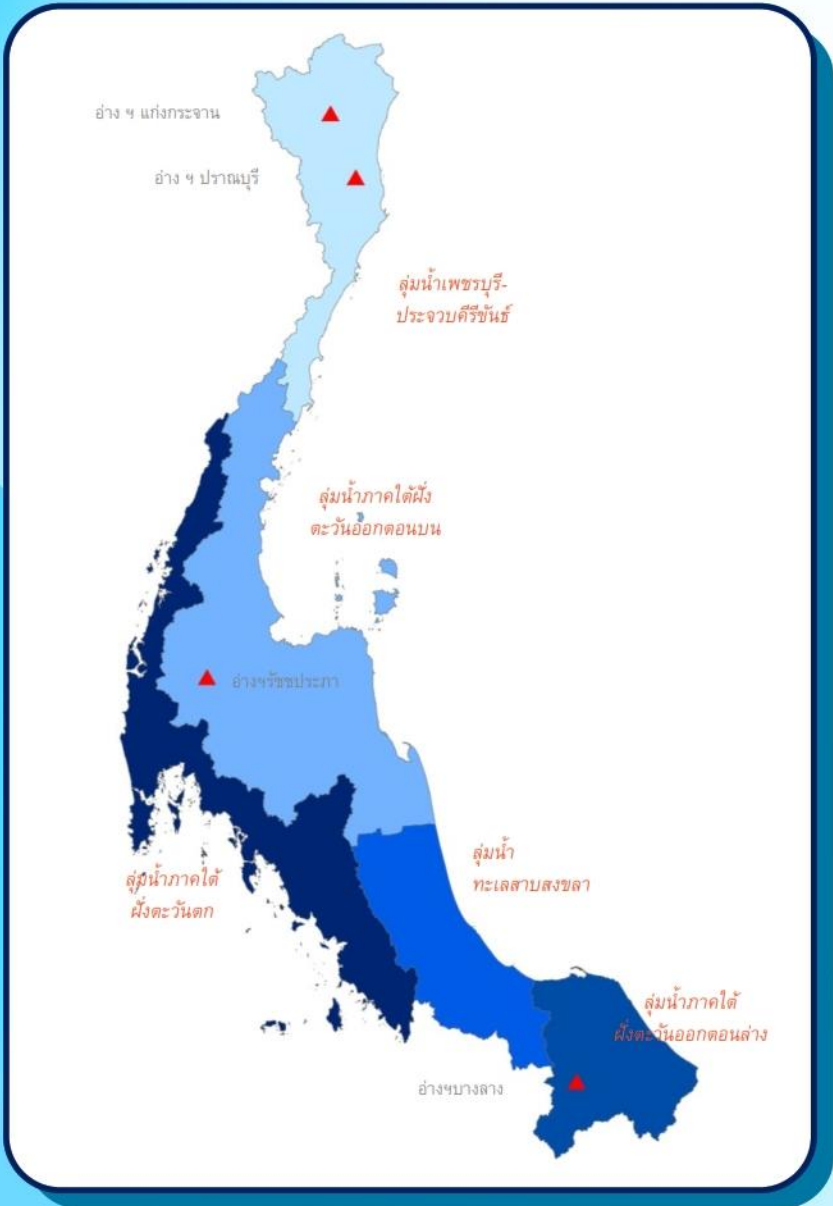 อ่าง ฯ แก่งกระจาน
อ่าง ฯ ปราณบุรี
ลุ่มน้ำเพชรบุรี-
ประจวบคีรีขันธ์
ลุ่มน้ำภาคใต้ฝั่ง
ตะวันออกตอนบน
อ่างฯรัชชประภา
ลุ่มน้ำ
ทะเลสาบสงขลา
ลุ่มน้ำภาคใต้
ฝั่งตะวันตก
ลุ่มน้ำภาคใต้
ฝั่งตะวันออกตอนล่าง
อ่างฯบางลาง